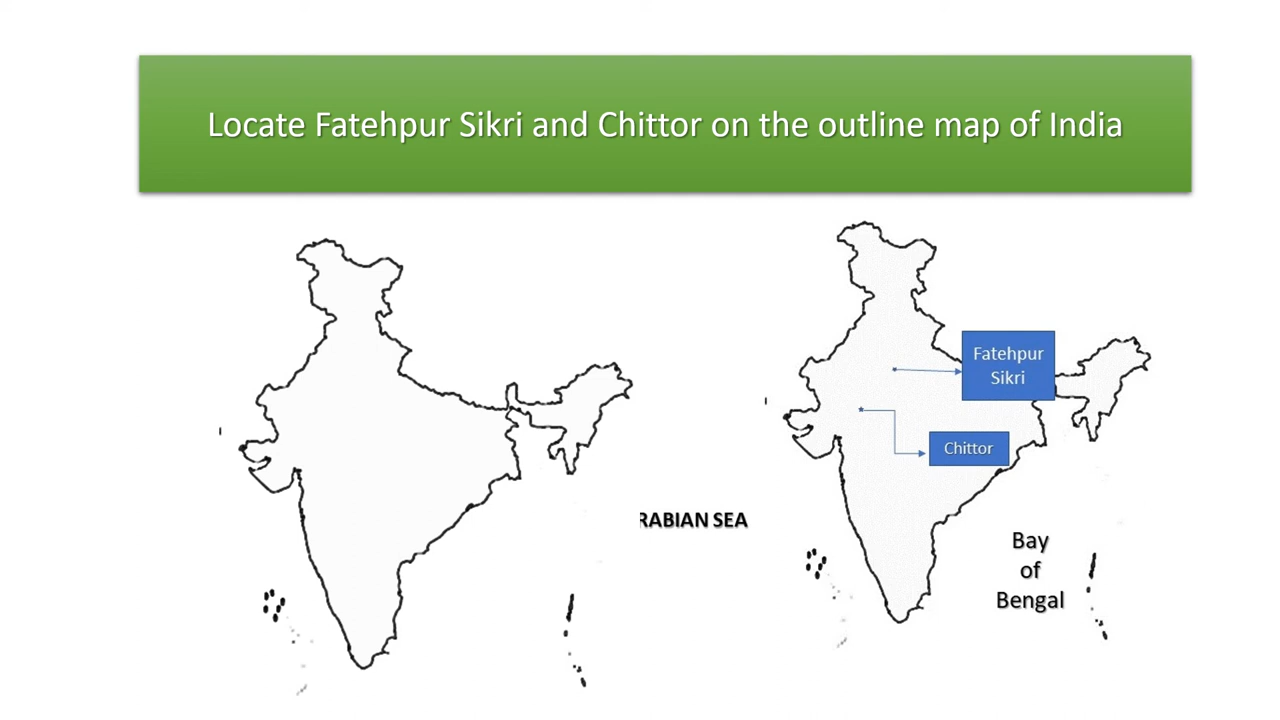 Locate Fatehpur Sikri and Chittor on the outline map of India
Fatehpur
Sikri
Chittor
RABIAN SEA
Bay
of
Bengal